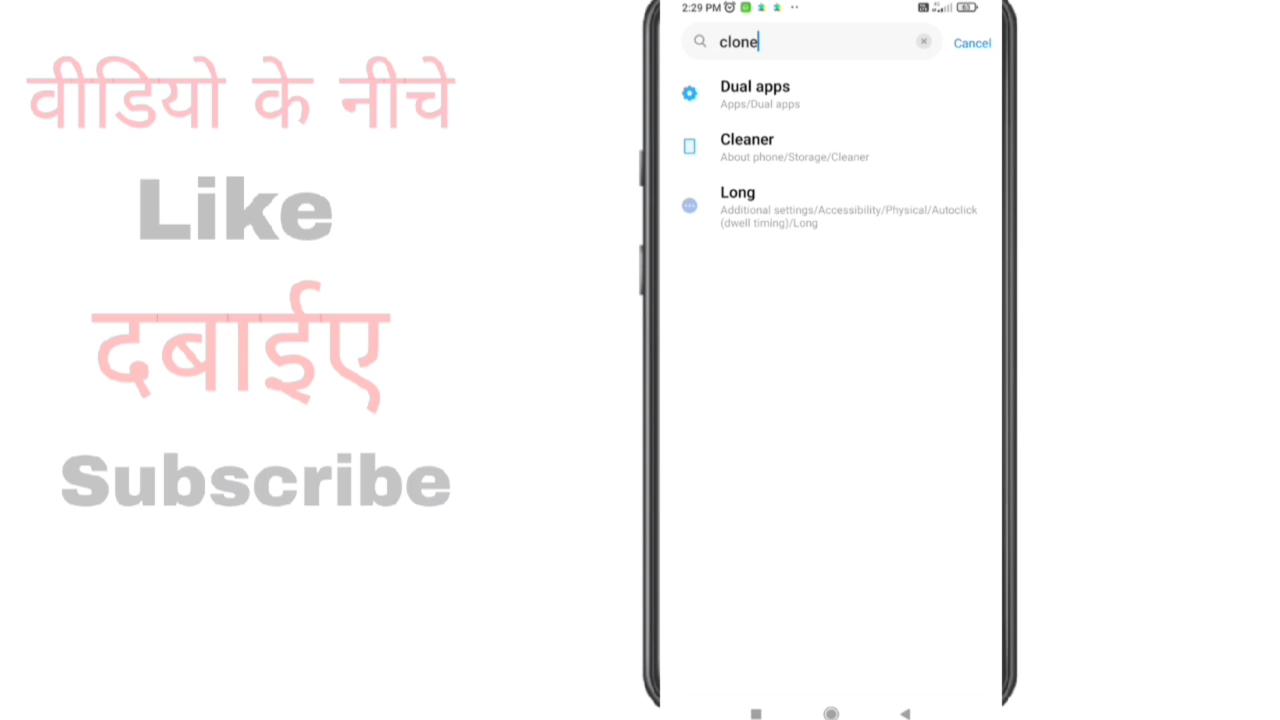 वीडियो के नीचे
Like
दबाईए
Subscribe
2:29 PM
clone
Cancel
Dual apps
Apps/Dual apps
Cleaner
About phone/Storage/Cleaner
Long
Additional settings/Accessibility/Physical/Autoclick
(dwell timing)/Long